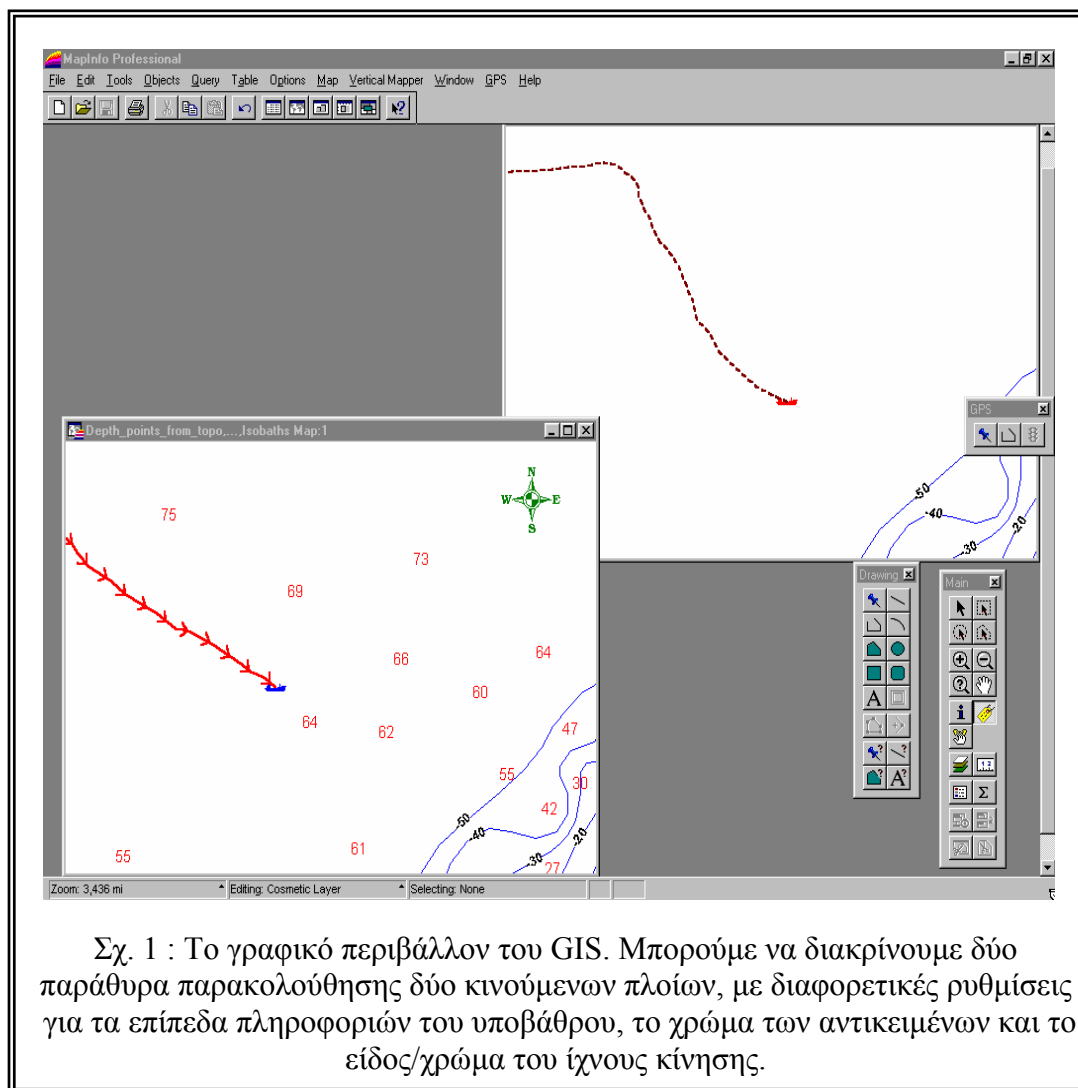 MapInfo Professional
File Edit Tools Objects Query Table Options Map Vertical Mapper Window GPS Help
GPS
-50
-40
-30
-20
Depth_points_from_topo,...,Isobaths Map:1
N
W E
S
75
73
69
66
64
60
64
62
47
55
30
42
-50
-40
-20
-30
61
55
27
Drawing
A
A?
Main
i
Σ
Zoom: 3,436 mi
Editing: Cosmetic Layer
Selecting: None
Σχ. 1 : Το γραφικό περιβάλλον του GIS. Μπορούμε να διακρίνουμε δύο
παράθυρα παρακολούθησης δύο κινούμενων πλοίων, με διαφορετικές ρυθμίσεις
για τα επίπεδα πληροφοριών του υποβάθρου, το χρώμα των αντικειμένων και το
είδος/χρώμα του ίχνους κίνησης.